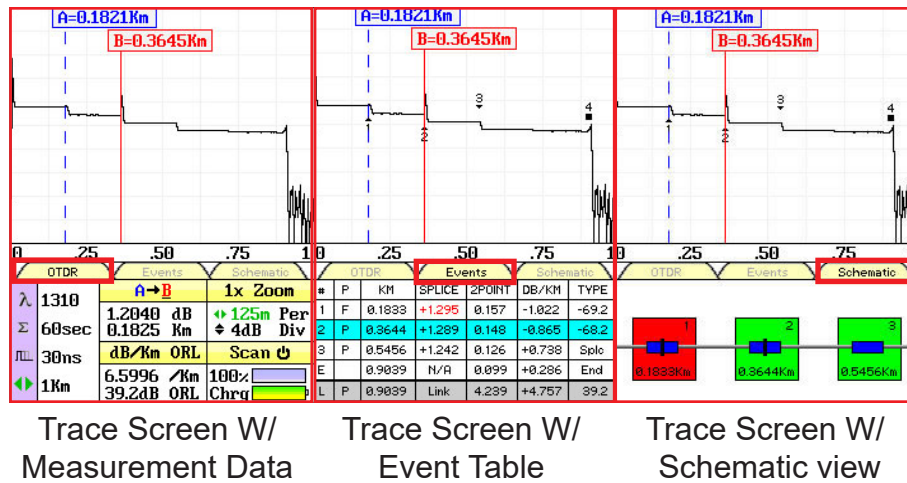 A=0.1821Km
B=0.3645Km
0 .25 .50 .75 1
OTDR Events Schematic
λ 1310
Σ 60sec
30ns
1Km
A→B 1x Zoom
1.2040 dB 125m Per
0.1825 Km 4dB Div
dB/Km ORL Scan
6.5996 /Km 100%
39.2dB ORL Chrg
Trace Screen W/
Measurement Data
A=0.1821Km
B=0.3645Km
3
4
1
2
0 .25 .50 .75 1
OTDR Events Schematic
# P KM SPLICE 2POINT DB/KM TYPE
1 F 0.1833 +1.295 0.157 -1.022 -69.2
2 P 0.3644 +1.289 0.148 -0.865 -68.2
3 P 0.5456 +1.242 0.126 +0.738 Splc
E 0.9039 N/A 0.099 +0.286 End
L P 0.9039 Link 4.239 +4.757 39.2
Trace Screen W/
Event Table
A=0.1821Km
B=0.3645Km
3
4
1
2
0 .25 .50 .75
OTDR Events Schematic
1 2 3
0.1833Km 0.3644Km 0.5456Km
Trace Screen W/
Schematic view